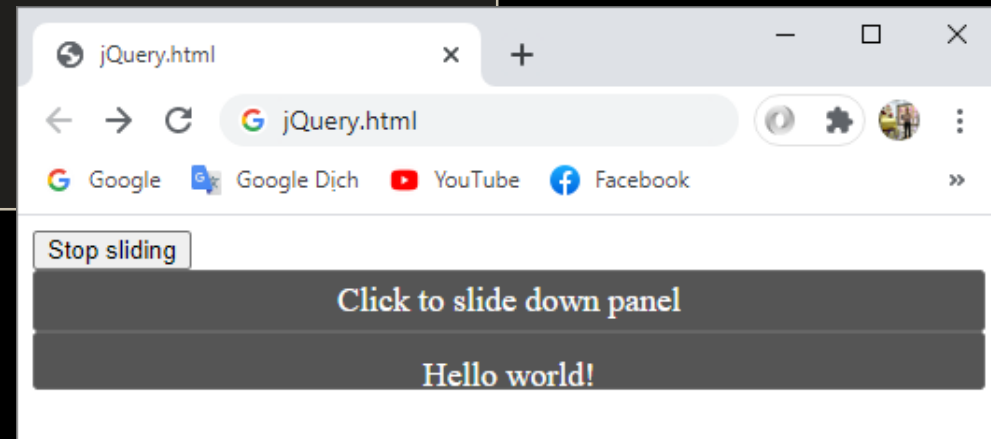 jQuery.html
jQuery.html
Google Google Dịch YouTube Facebook
Stop sliding
Click to slide down panel
Hello world!